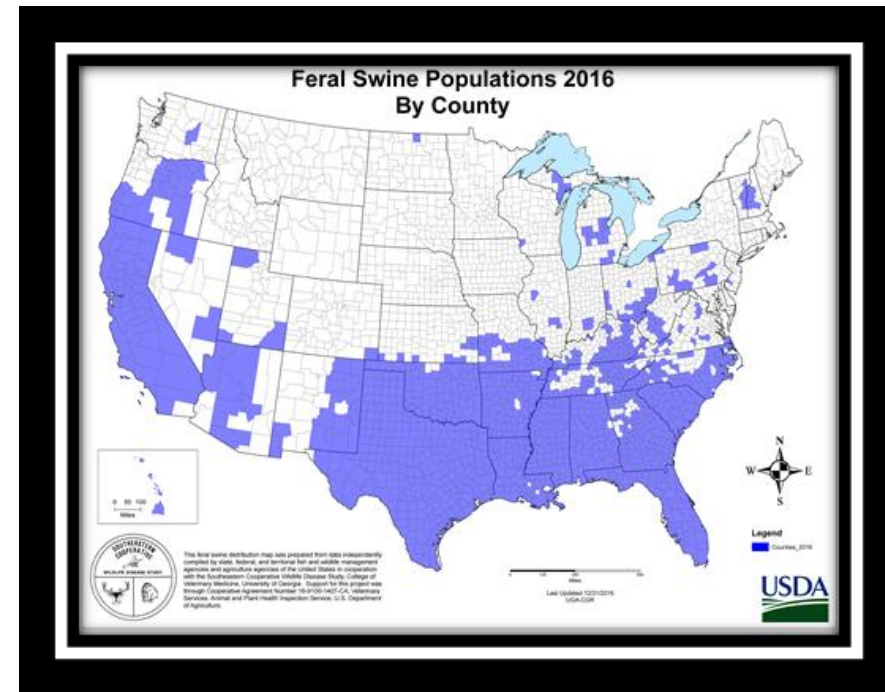 Feral Swine Populations 2016
By County
N
W
E
S
0 50 100
Miles
Legend
Counties_2016
SOUTHEASTERN
COOPERATIVE
WILDLIFE DISEASE STUDY
This feral swine distribution map was prepared from data independently
compiled by state, federal, and territorial fish and wildlife management
agencies and agriculture agencies of the United States in cooperation
with the Southeastern Cooperative Wildlife Disease Study, College of
Veterinary Medicine, University of Georgia. Support for this project was
through Cooperative Agreement Number 16-9100-1407-CA, Veterinary
Services, Animal and Plant Health Inspection Service, U.S. Department
of Agriculture.
Miles
Last Updated 12/31/2016
USDA